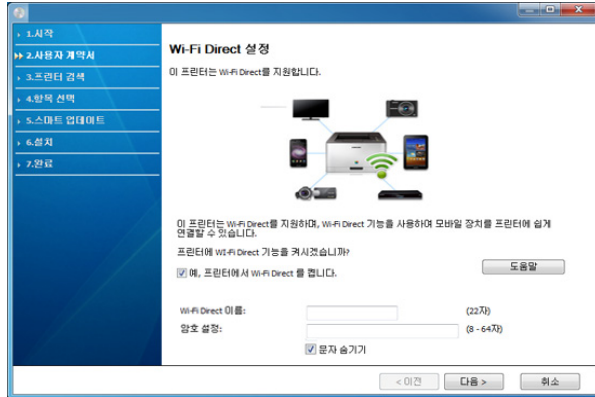 1.시작
2.사용자 계약서
3.프린터 검색
4.항목 선택
5.스마트 업데이트
6.설치
7.완료
Wi-Fi Direct 설정
이 프린터는 Wi-Fi Direct를 지원합니다.
이 프린터는 Wi-Fi Direct를 지원하며, Wi-Fi Direct 기능을 사용하여 모바일 장치를 프린터에 쉽게
연결할 수 있습니다.
프린터에 Wi-Fi Direct 기능을 켜시겠습니까?
예, 프린터에서 Wi-Fi Direct 를 켭니다.
도움말
Wi-Fi Direct 이름:
(22자)
암호 설정:
(8 - 64자)
문자 숨기기
< 이전
다음 >
취소